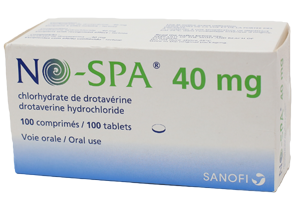 NO-SPA® 40 mg
chlorhydrate de drotavérine
drotaverine hydrochloride
100 comprimés / 100 tablets
Voie orale / Oral use
SANOFI